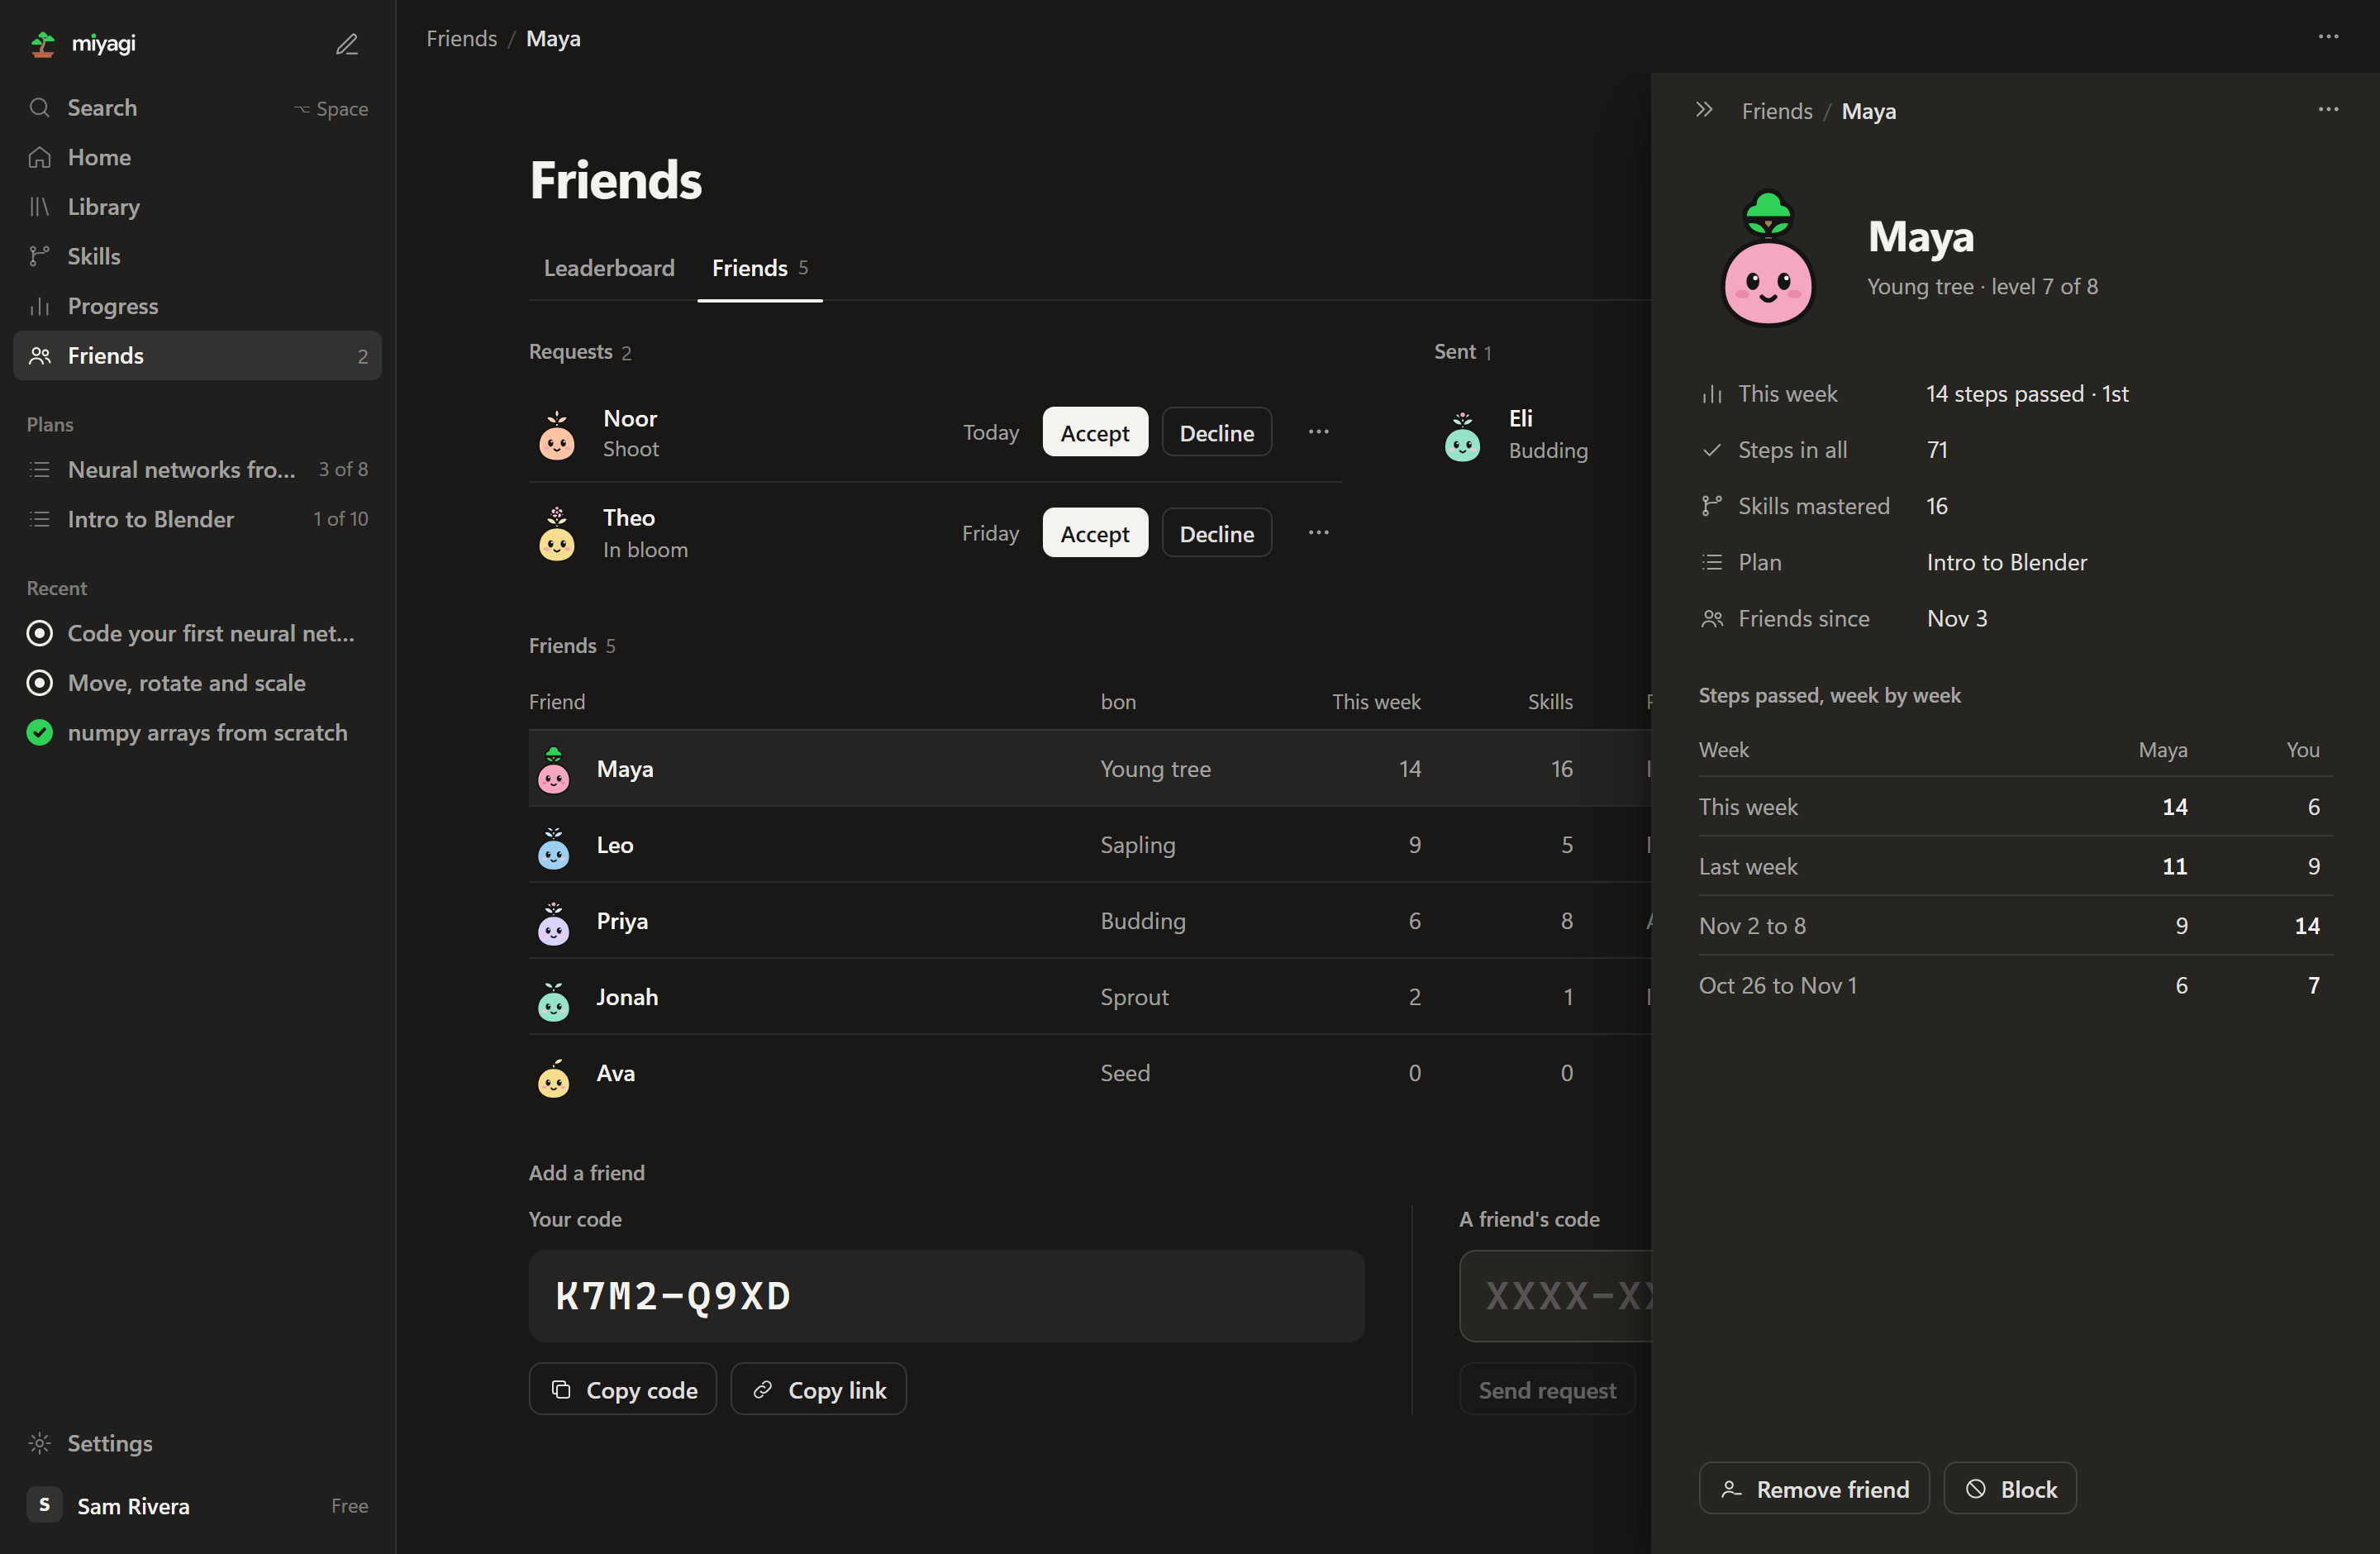 miyagi
Search ⌥ Space
Home
Library
Skills
Progress
Friends 2
Plans
Neural networks fro... 3 of 8
Intro to Blender 1 of 10
Recent
Code your first neural net...
Move, rotate and scale
numpy arrays from scratch
Settings
S Sam Rivera Free
Friends / Maya
Friends
Leaderboard Friends 5
Requests 2
Noor
Shoot
Today Accept Decline
Theo
In bloom
Friday Accept Decline
Sent 1
Eli
Budding
Friends 5
Friend bon This week Skills
Maya Young tree 14 16
Leo Sapling 9 5
Priya Budding 6 8
Jonah Sprout 2 1
Ava Seed 0 0
Add a friend
Your code
K7M2-Q9XD
Copy code Copy link
A friend's code
XXXX-XX
Send request
Friends / Maya
Maya
Young tree · level 7 of 8
This week 14 steps passed · 1st
Steps in all 71
Skills mastered 16
Plan Intro to Blender
Friends since Nov 3
Steps passed, week by week
Week Maya You
This week 14 6
Last week 11 9
Nov 2 to 8 9 14
Oct 26 to Nov 1 6 7
Remove friend Block